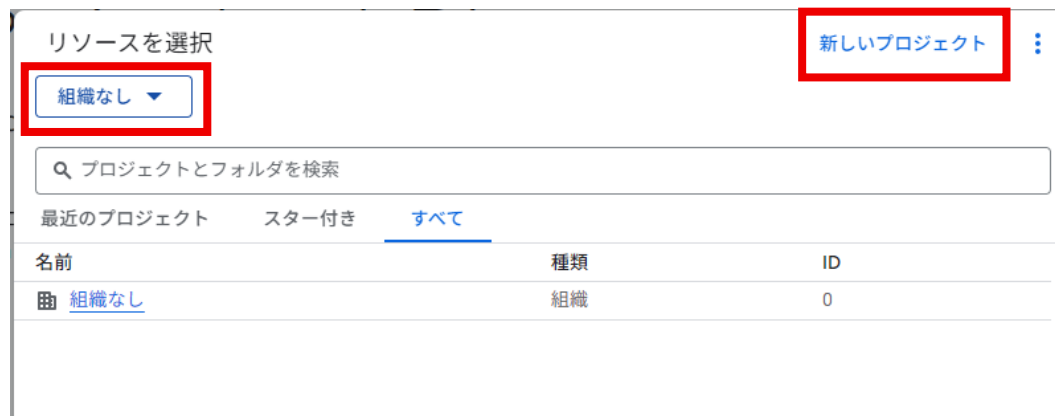 リソースを選択
新しいプロジェクト
組織なし
プロジェクトとフォルダを検索
最近のプロジェクト スター付き すべて
名前 種類 ID
組織なし 組織 0